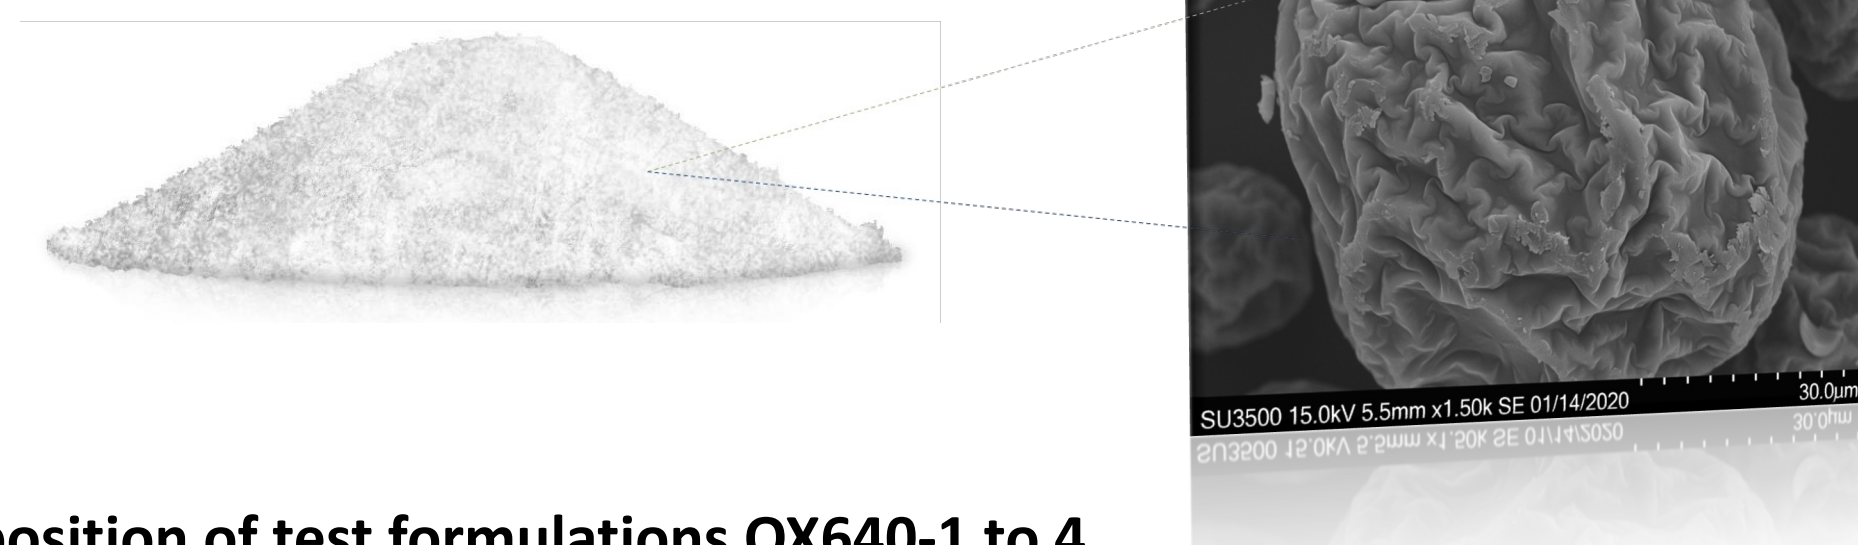 SU3500 15.0kV 5.5mm x1.50k SE 01/14/2020
30.0µm
position of test formulations OX640-1 to 4